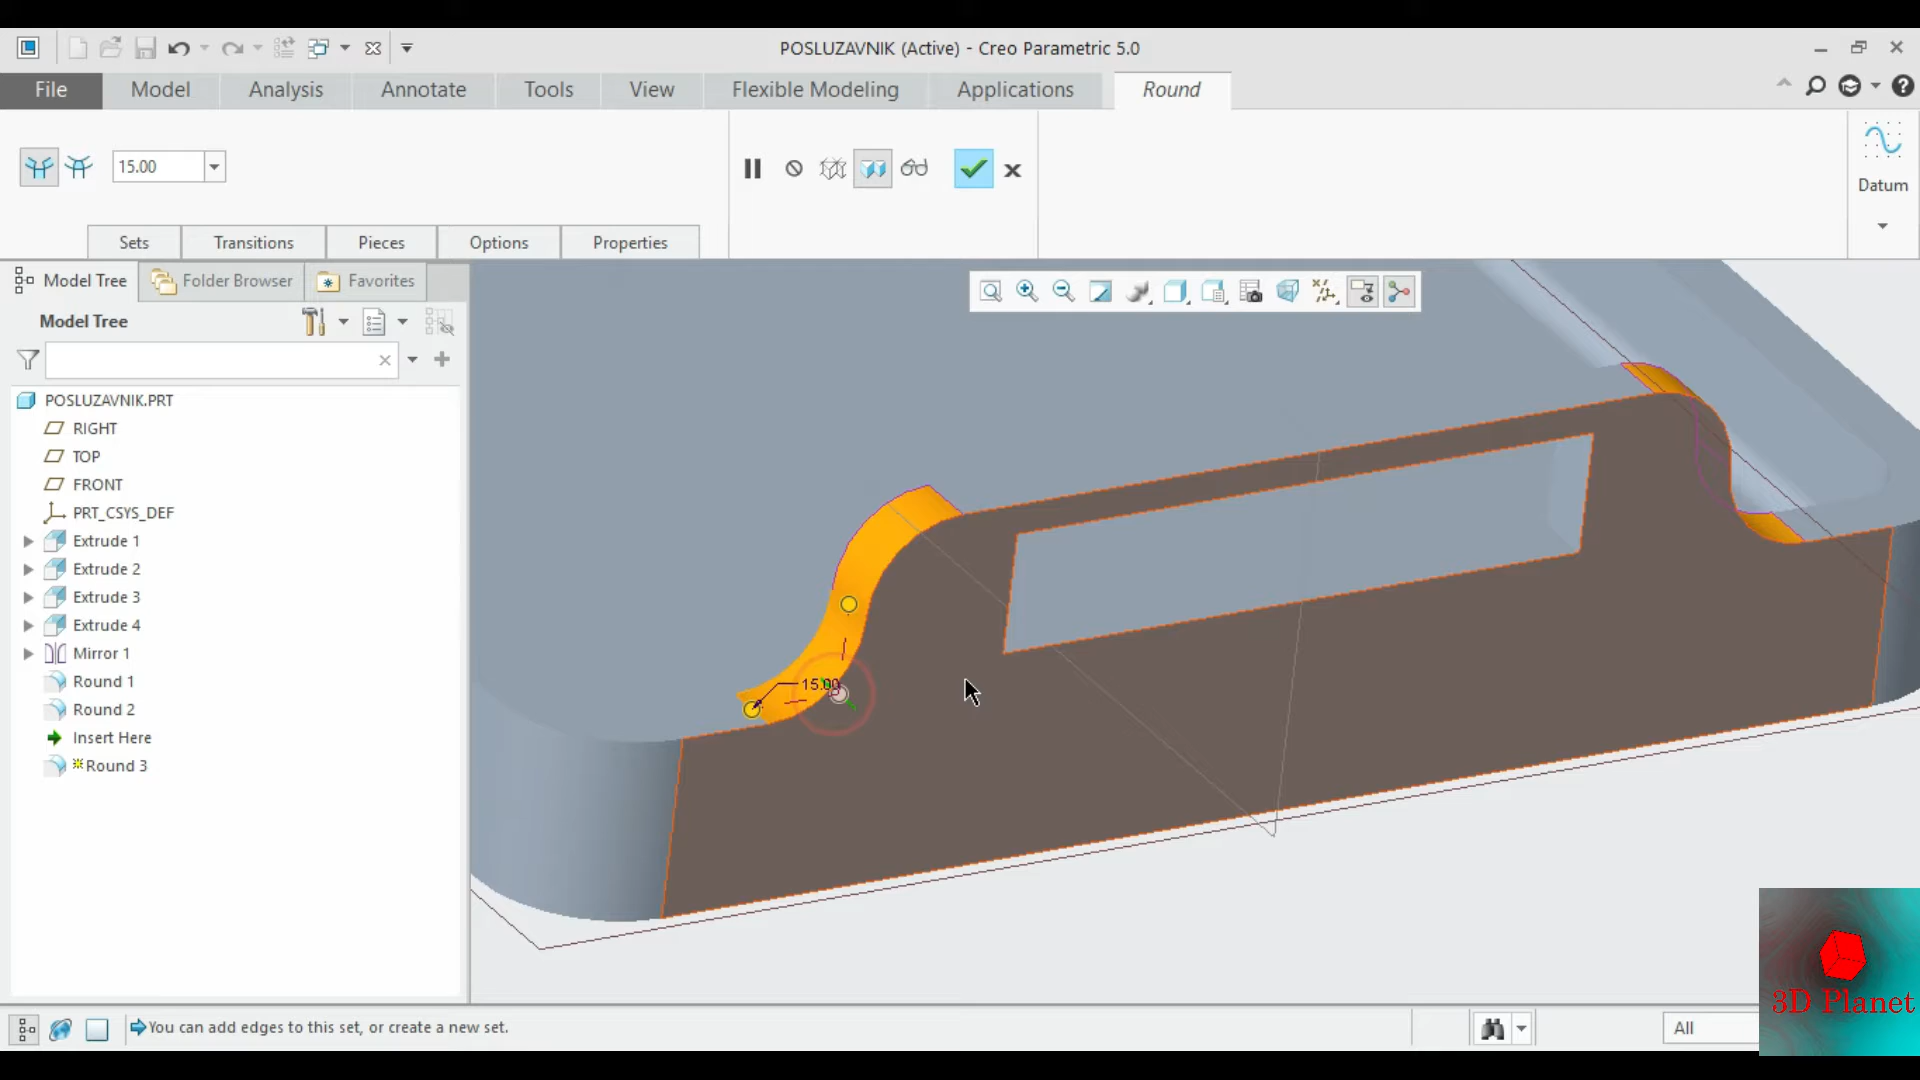 POSLUZAVNIK (Active) - Creo Parametric 5.0
File Model Analysis Annotate Tools View Flexible Modeling Applications Round
15.00
Datum
Sets Transitions Pieces Options Properties
Model Tree Folder Browser Favorites
Model Tree
POSLUZAVNIK.PRT
RIGHT
TOP
FRONT
PRT_CSYS_DEF
Extrude 1
Extrude 2
Extrude 3
Extrude 4
Mirror 1
Round 1
Round 2
Insert Here
Round 3
15.00
You can add edges to this set, or create a new set.
All
3D Planet